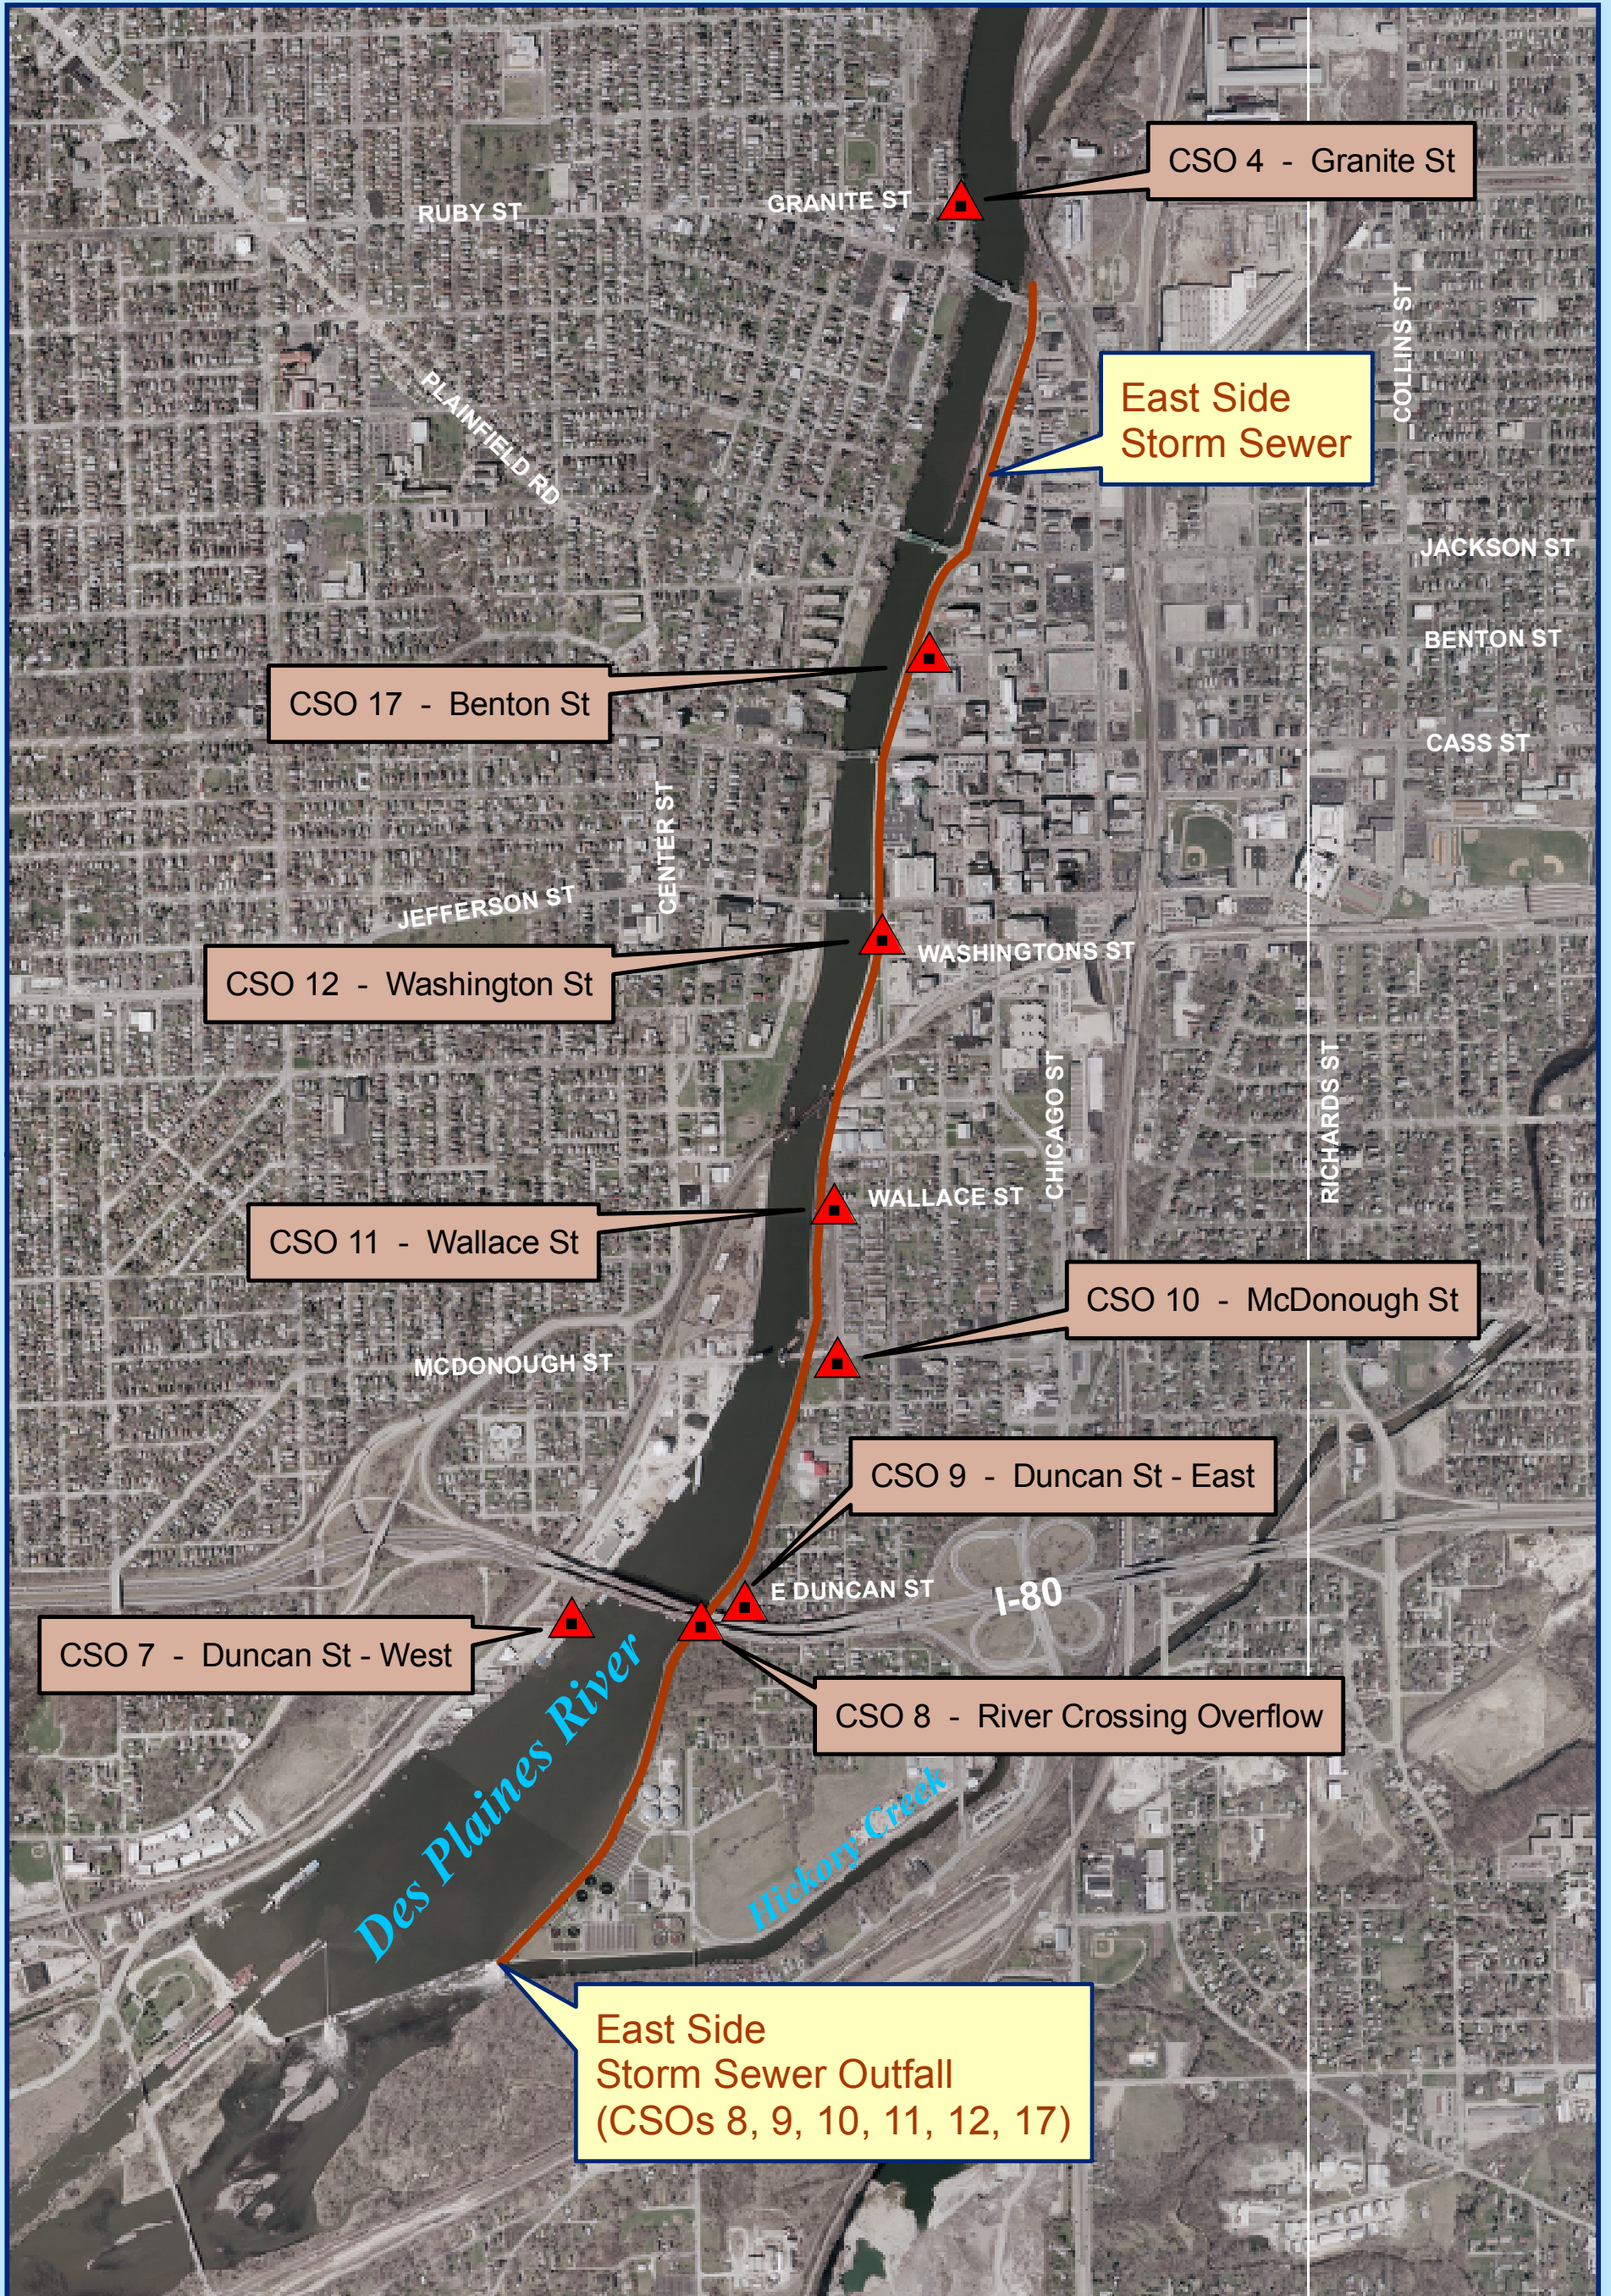 CSO 4 - Granite St
GRANITE ST
RUBY ST
COLLINS ST
East Side
Storm Sewer
PLAINFIELD RD
JACKSON ST
BENTON ST
CSO 17 - Benton St
CASS ST
CENTER ST
JEFFERSON ST
WASHINGTONS ST
CSO 12 - Washington St
CHICAGO ST
RICHARDS ST
WALLACE ST
CSO 11 - Wallace St
CSO 10 - McDonough St
MCDONOUGH ST
CSO 9 - Duncan St - East
E DUNCAN ST
I-80
CSO 7 - Duncan St - West
CSO 8 - River Crossing Overflow
Des Plaines River
Hickory Creek
East Side
Storm Sewer Outfall
(CSOs 8, 9, 10, 11, 12, 17)